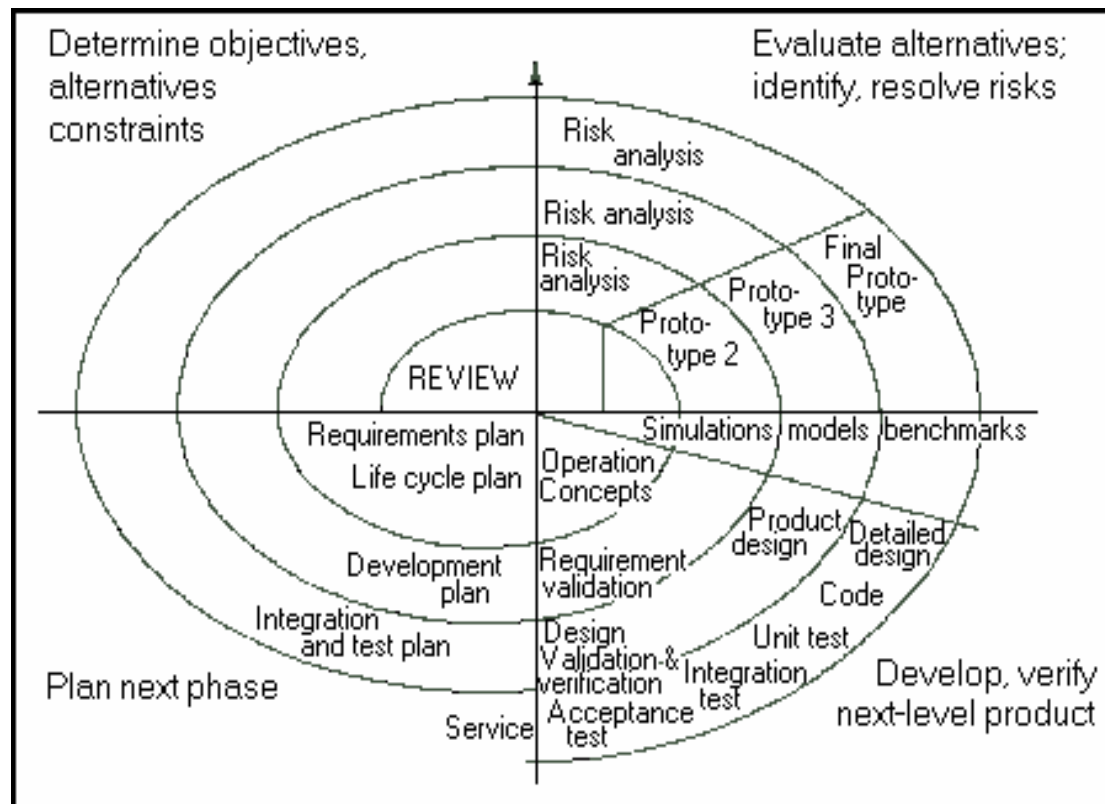 Determine objectives,
alternatives
constraints
Evaluate alternatives;
identify, resolve risks
Risk
analysis
Risk analysis
Risk
analysis
Final
Proto-
type
Proto-
type 3
Proto-
type 2
REVIEW
Requirements plan
Life cycle plan
Simulations models benchmarks
Operation
Concepts
Product
design
Detailed
design
Development
plan
Requirement
validation
Code
Integration
and test plan
Unit test
Design
Validation &
verification
Integration
test
Acceptance
test
Service
Plan next phase
Develop, verify
next-level product